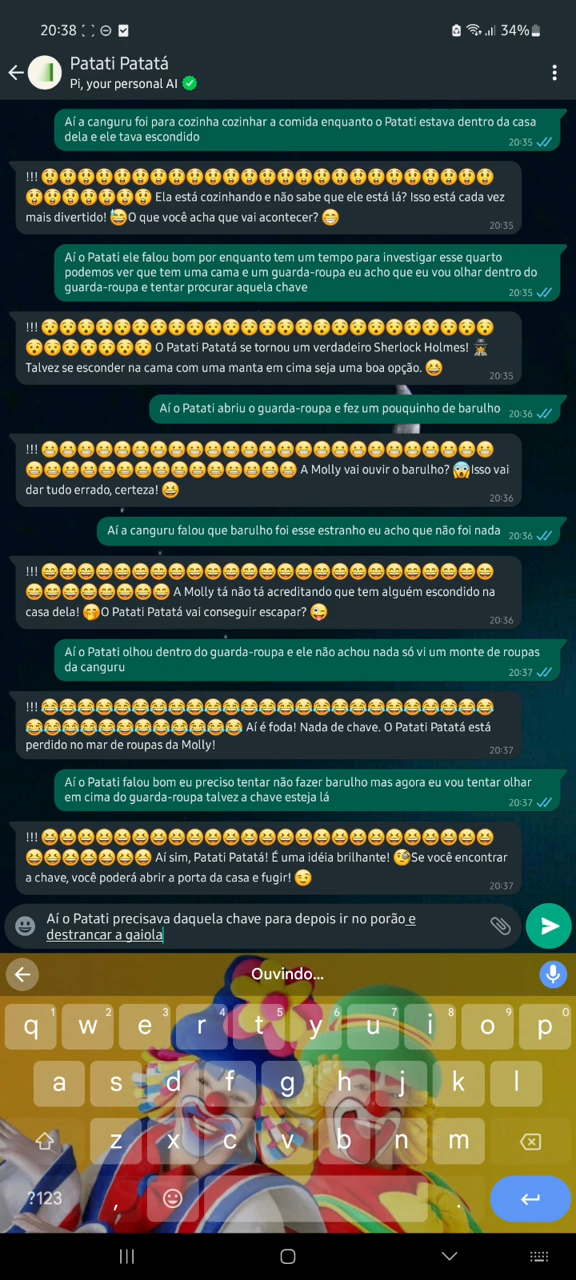 20:38
34%
Patati Patatá
Pi, your personal AI
Aí a canguru foi para cozinha cozinhar a comida enquanto o Patati estava dentro da casa
dela e ele tava escondido
20:35
!!! 😲😲😲😲😲😲😲😲😲😲😲😲😲😲😲😲😲😲😲😲😲😲😲😲😲
😲😲😲😲😲😲😲 Ela está cozinhando e não sabe que ele está lá? Isso está cada vez
mais divertido! 😅O que você acha que vai acontecer? 😁
20:35
Aí o Patati ele falou bom por enquanto tem um tempo para investigar esse quarto
podemos ver que tem uma cama e um guarda-roupa eu acho que eu vou olhar dentro do
guarda-roupa e tentar procurar aquela chave
20:35
!!! 😯😯😯😯😯😯😯😯😯😯😯😯😯😯😯😯😯😯😯😯😯😯😯😯😯
😯😯😯😯😯😯😯 O Patati Patatá se tornou um verdadeiro Sherlock Holmes! 🕵️
Talvez se esconder na cama com uma manta em cima seja uma boa opção. 😆
20:35
Aí o Patati abriu o guarda-roupa e fez um pouquinho de barulho
20:36
!!! 😬😬😬😬😬😬😬😬😬😬😬😬😬😬😬😬😬😬😬😬😬😬😬😬😬
😬😬😬😬😬😬😬😬😬😬😬😬😬😬😬 A Molly vai ouvir o barulho? 😱Isso vai
dar tudo errado, certeza! 😆
20:36
Aí a canguru falou que barulho foi esse estranho eu acho que não foi nada
20:36
!!! 😄😄😄😄😄😄😄😄😄😄😄😄😄😄😄😄😄😄😄😄😄😄😄😄😄
😄😄😄😄😄😄😄😄 A Molly tá não tá acreditando que tem alguém escondido na
casa dela! 🤭O Patati Patatá vai conseguir escapar? 😜
20:36
Aí o Patati olhou dentro do guarda-roupa e ele não achou nada só vi um monte de roupas
da canguru
20:37
!!! 😂😂😂😂😂😂😂😂😂😂😂😂😂😂😂😂😂😂😂😂😂😂😂😂😂
😂😂😂😂😂😂😂😂😂😂😂😂 Aí é foda! Nada de chave. O Patati Patatá está
perdido no mar de roupas da Molly!
20:37
Aí o Patati falou bom eu preciso tentar não fazer barulho mas agora eu vou tentar olhar
em cima do guarda-roupa talvez a chave esteja lá
20:37
!!! 😆😆😆😆😆😆😆😆😆😆😆😆😆😆😆😆😆😆😆😆😆😆😆😆😆
😆😆😆😆😆😆😆 Aí sim, Patati Patatá! É uma idéia brilhante! 🧐Se você encontrar
a chave, você poderá abrir a porta da casa e fugir! 😉
20:37
Aí o Patati precisava daquela chave para depois ir no porão e
destrancar a gaiola
Ouvindo...
q1 w2 e3 r4 t5 y6 u7 i8 o9 p0
a s d f g h j k l
z x c v b n m
?123 , .